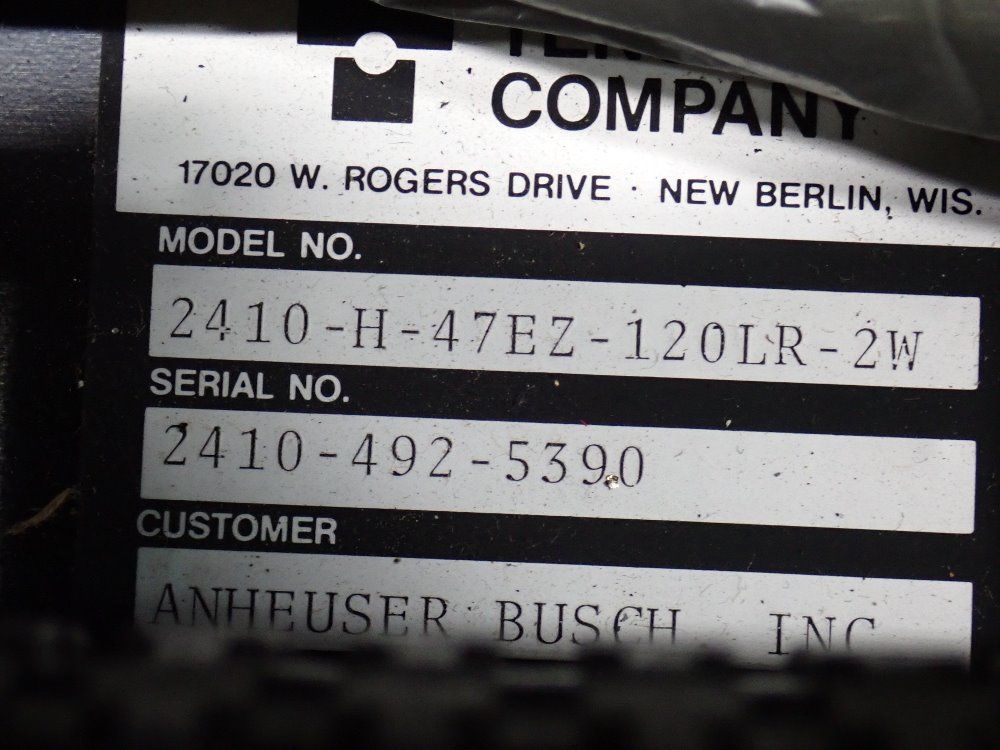 COMPANY
17020 W. ROGERS DRIVE · NEW BERLIN, WIS.
MODEL NO.
2410-H-47EZ-120LR-2W
SERIAL NO.
2410-492-5390
CUSTOMER
ANHEUSER BUSCH INC